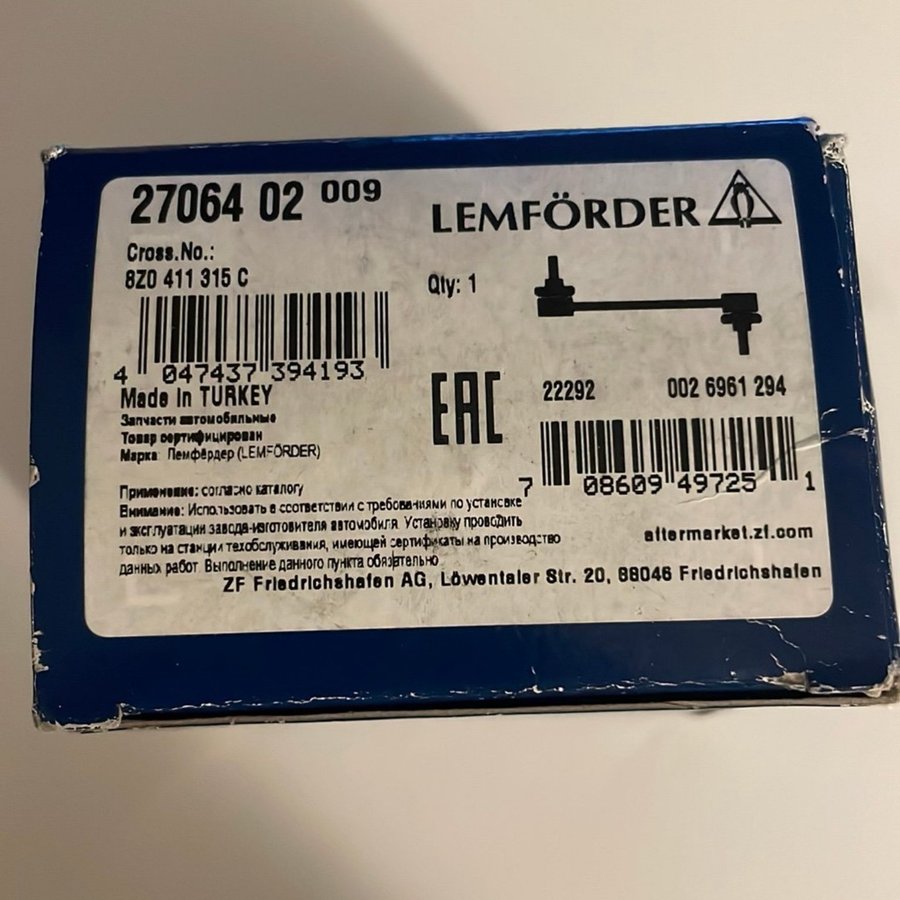 27064 02 009
LEMFÖRDER
Cross.No.:
8Z0 411 315 C
Qty: 1
4 047437 394193
Made in TURKEY
EAC
22292 002 6961 294
Запчасти автомобильные
Товар сертифицирован
Марка: Лемфёрдер (LEMFÖRDER)
7 08609 49725 1
Применение: согласно каталогу
Внимание: Использовать в соответствии с требованиями по установке
и эксплуатации завода-изготовителя автомобиля. Установку проводить
только на станции техобслуживания, имеющей сертификаты на производство
данных работ. Выполнение данного пункта обязательно
aftermarket.zf.com
ZF Friedrichshafen AG, Löwentaler Str. 20, 88046 Friedrichshafen